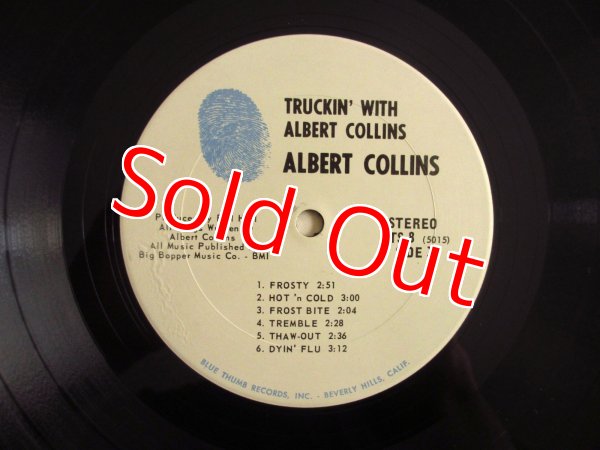 TRUCKIN' WITH
ALBERT COLLINS
ALBERT COLLINS
Sold Out
STEREO
(5015)
Albert Collins
All Music Published
Big Bopper Music Co. - BMI
1. FROSTY 2:51
2. HOT 'n COLD 3:00
3. FROST BITE 2:04
4. TREMBLE 2:28
5. THAW-OUT 2:36
6. DYIN' FLU 3:12
BLUE THUMB RECORDS, INC. - BEVERLY HILLS, CALIF.